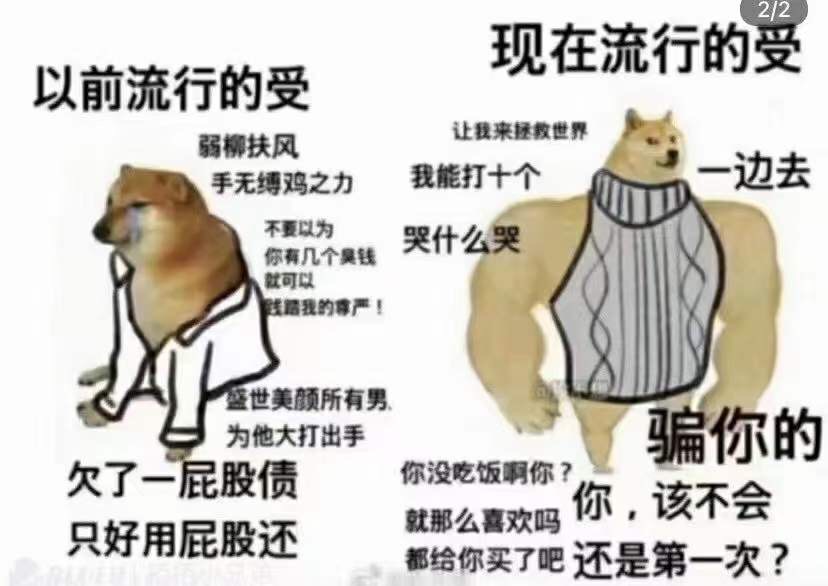 2/2
以前流行的受
弱柳扶风
手无缚鸡之力
不要以为
你有几个臭钱
就可以
践踏我的尊严！
盛世美颜所有男
为他大打出手
欠了一屁股债
只好用屁股还
现在流行的受
让我来拯救世界
我能打十个
一边去
哭什么哭
骗你的
你没吃饭啊你？
就那么喜欢吗
都给你买了吧
你，该不会
还是第一次？